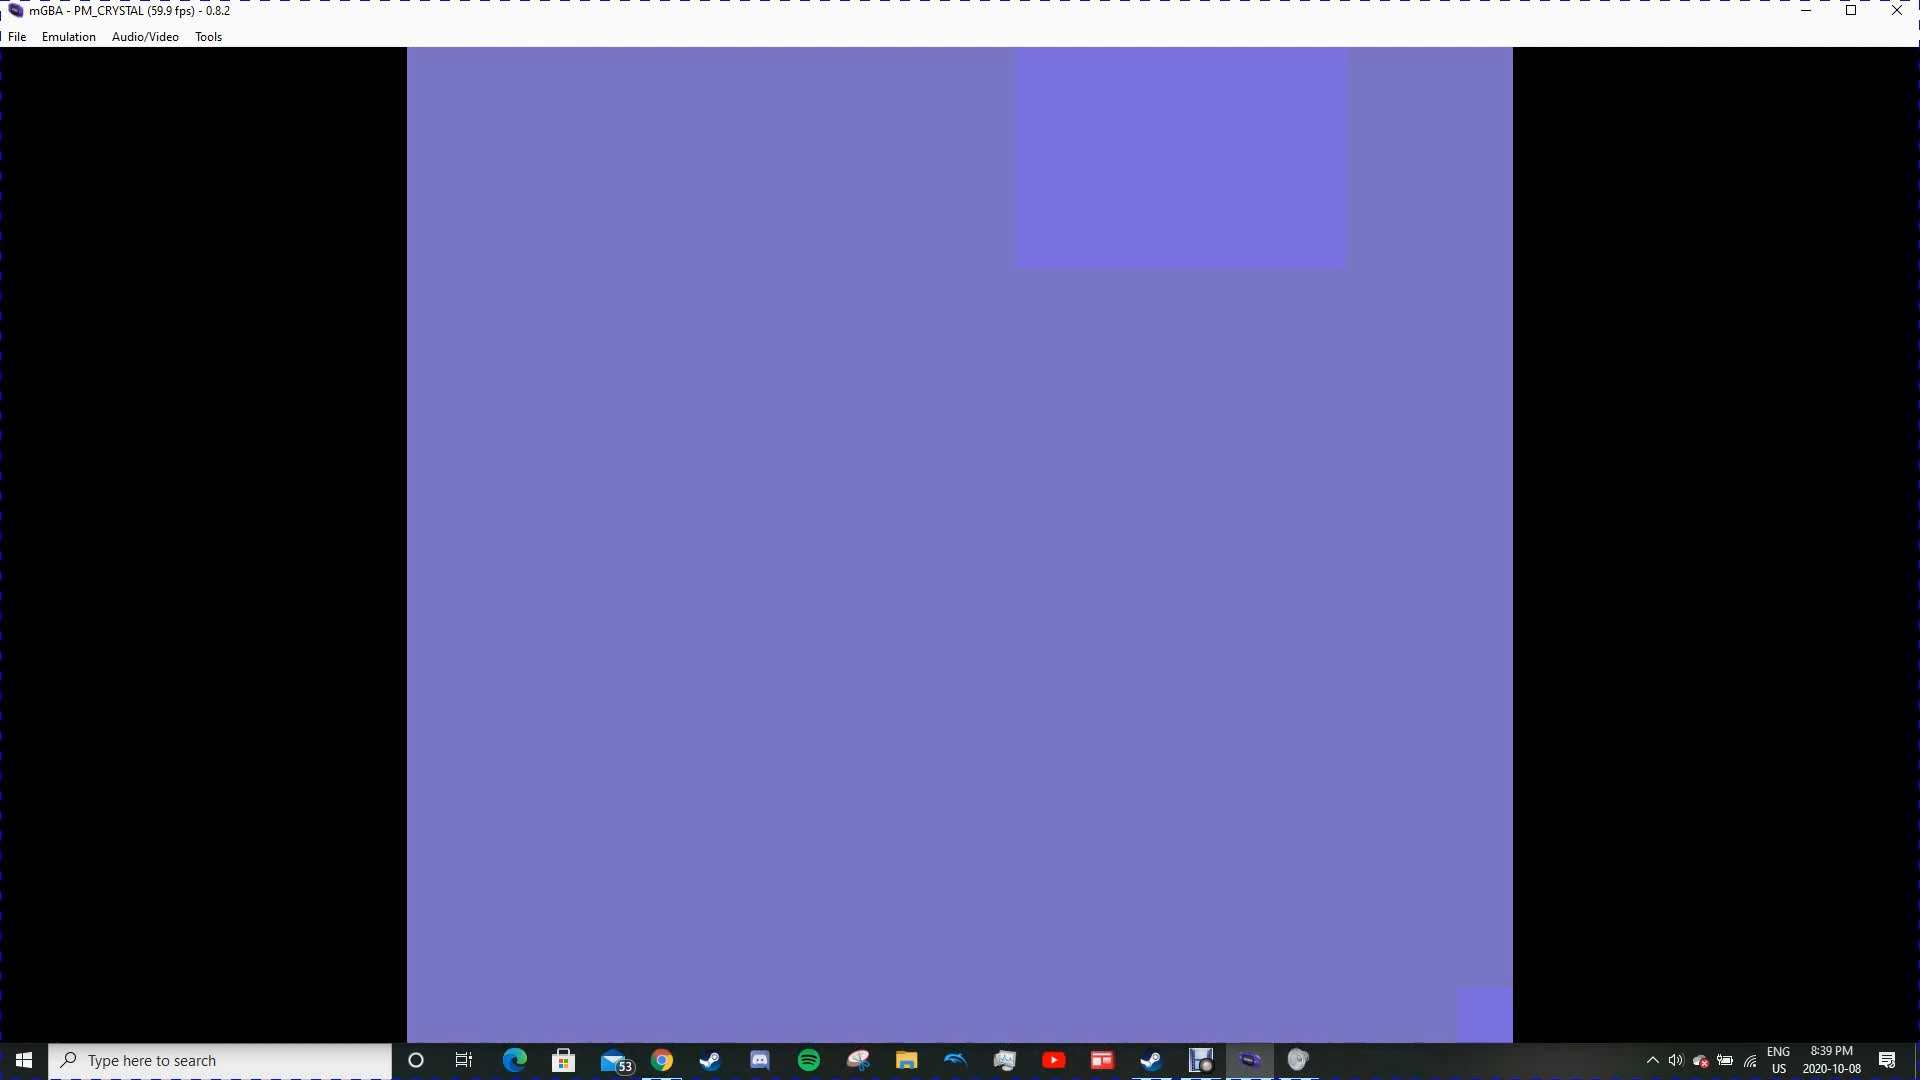 mGBA - PM_CRYSTAL (59.9 fps) - 0.8.2
File Emulation Audio/Video Tools
Type here to search
53
ENG
US
8:39 PM
2020-10-08